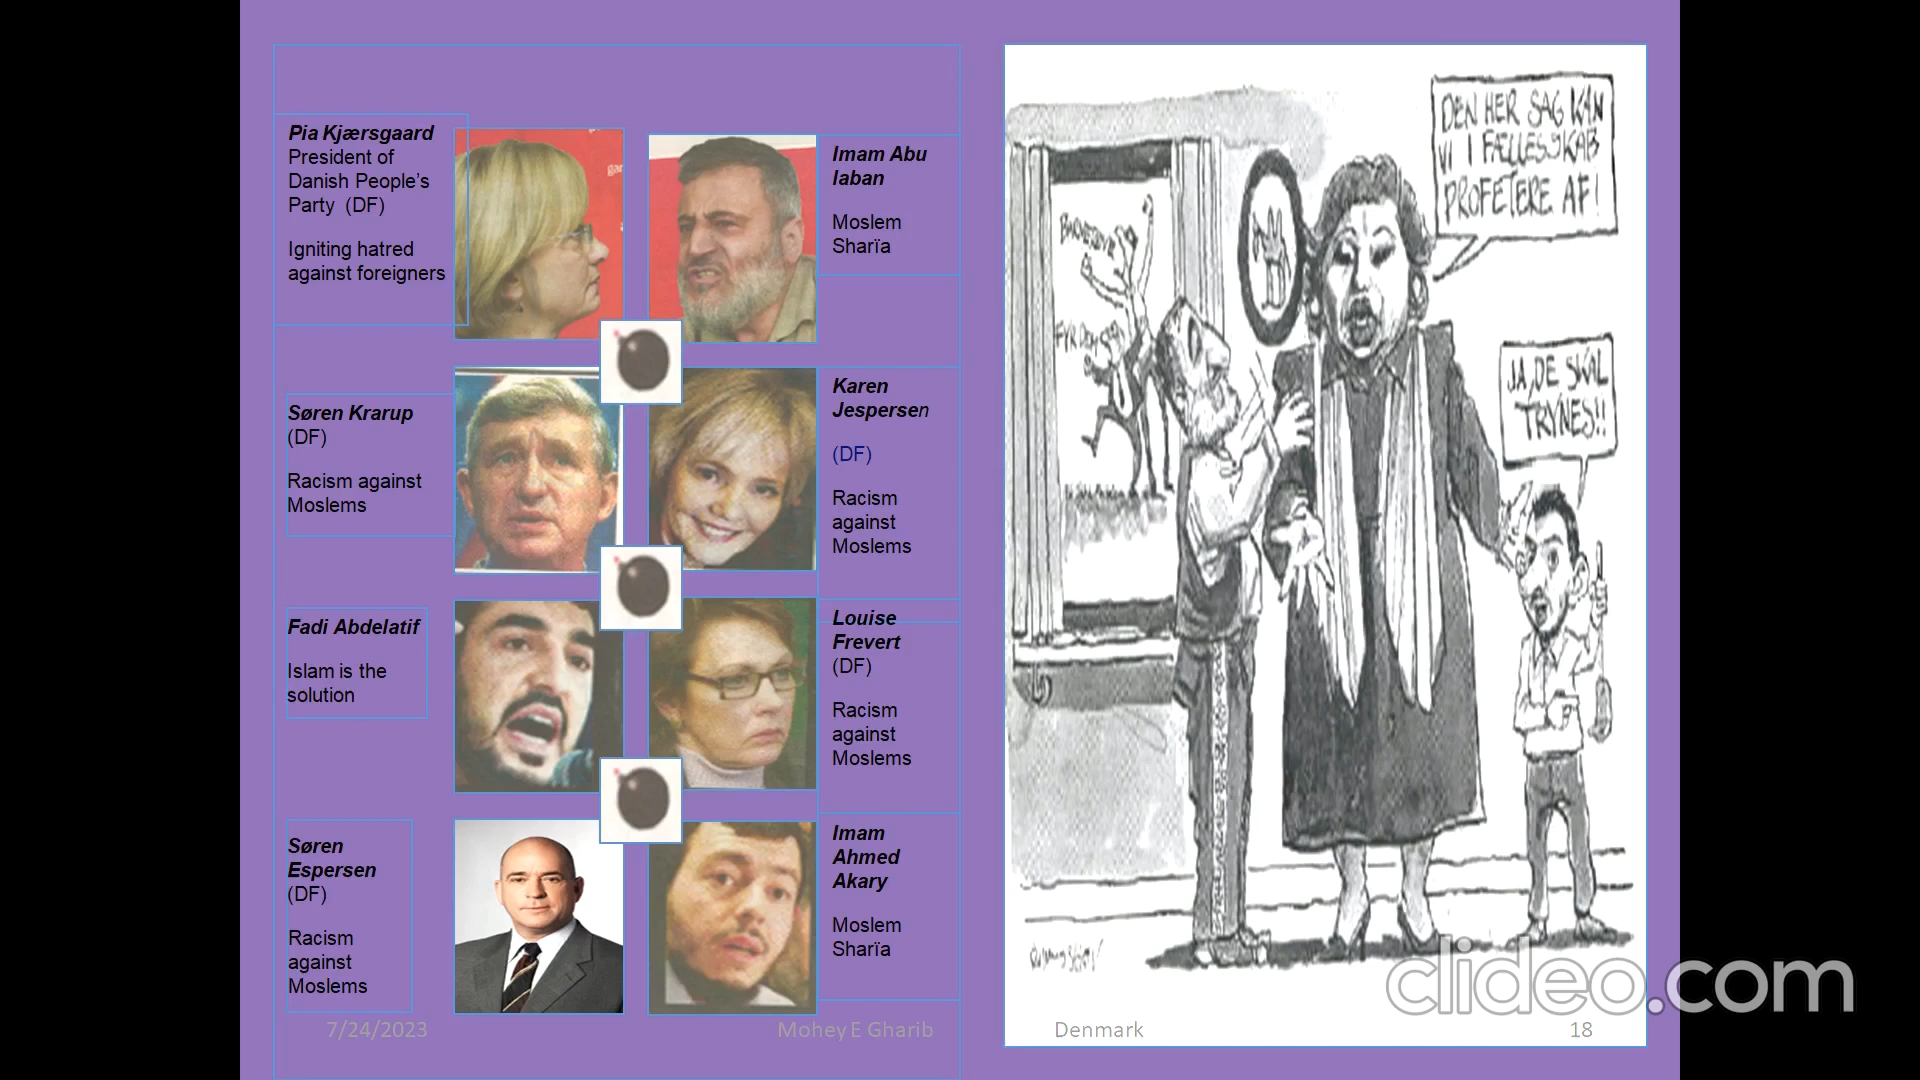 Pia Kjærsgaard
President of
Danish People's
Party (DF)
Igniting hatred
against foreigners
Imam Abu
laban
Moslem
Sharïa
Søren Krarup
(DF)
Racism against
Moslems
Karen
Jespersen
(DF)
Racism
against
Moslems
Fadi Abdelatif
Islam is the
solution
Louise
Frevert
(DF)
Racism
against
Moslems
Søren
Espersen
(DF)
Racism
against
Moslems
Imam
Ahmed
Akary
Moslem
Sharïa
7/24/2023
Mohey E Gharib
DEN HER SAG KAN
VI I FÆLLESSKAB
PROFETERE AF!
JA, DE SKAL
TRYNES!!
Denmark
18
clideo.com